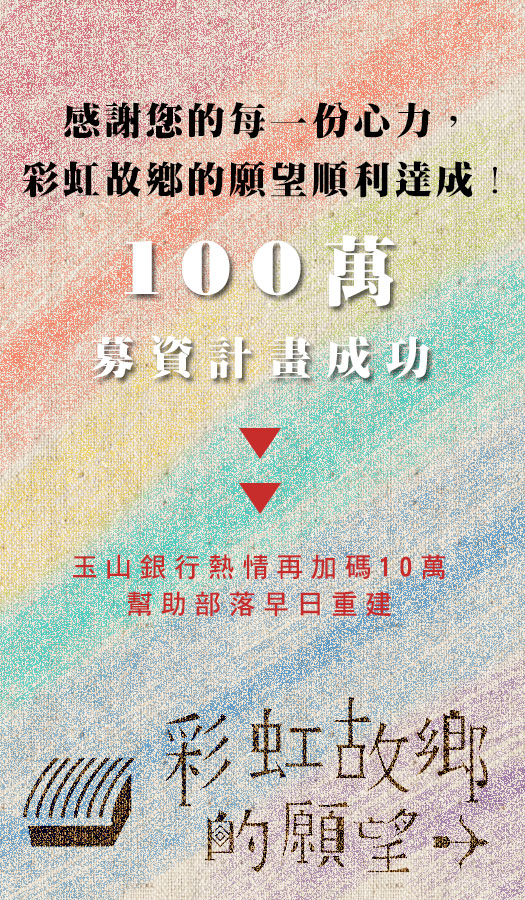 感謝您的每一份心力，
彩虹故鄉的願望順利達成！
100萬
募資計畫成功
玉山銀行熱情再加碼10萬
幫助部落早日重建
彩虹故鄉
的願望